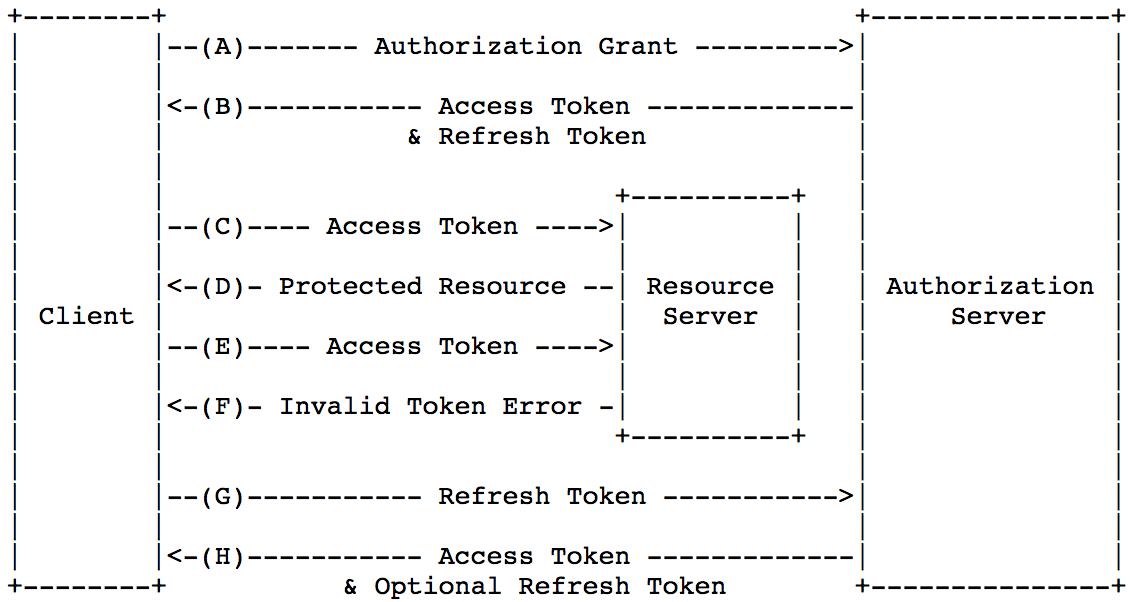 +--------+                                           +---------------+
|        |--(A)------- Authorization Grant --------->|               |
|        |                                           |               |
|        |<-(B)----------- Access Token -------------|               |
|        |               & Refresh Token             |               |
|        |                                           |               |
|        |                            +----------+   |               |
|        |--(C)---- Access Token ---->|          |   |               |
|        |                            |          |   |               |
|        |<-(D)- Protected Resource --| Resource |   | Authorization |
| Client |                            |  Server  |   |     Server    |
|        |--(E)---- Access Token ---->|          |   |               |
|        |                            |          |   |               |
|        |<-(F)- Invalid Token Error -|          |   |               |
|        |                            +----------+   |               |
|        |                                           |               |
|        |--(G)----------- Refresh Token ----------->|               |
|        |                                           |               |
|        |<-(H)----------- Access Token -------------|               |
+--------+           & Optional Refresh Token        +---------------+